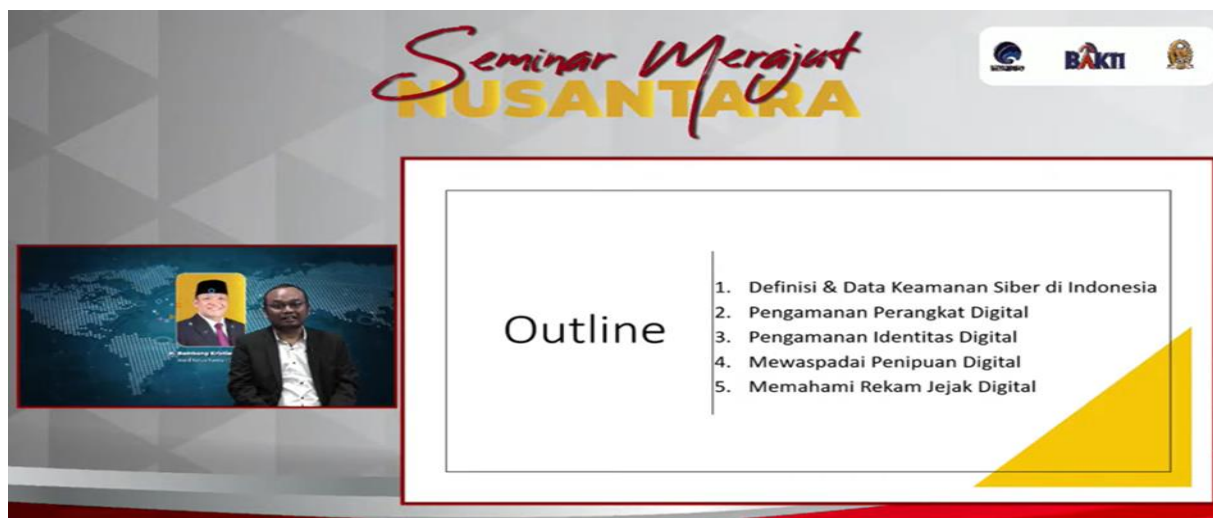 Seminar Merajut
NUSANTARA
BAKTI
Outline
1. Definisi & Data Keamanan Siber di Indonesia
2. Pengamanan Perangkat Digital
3. Pengamanan Identitas Digital
4. Mewaspadai Penipuan Digital
5. Memahami Rekam Jejak Digital